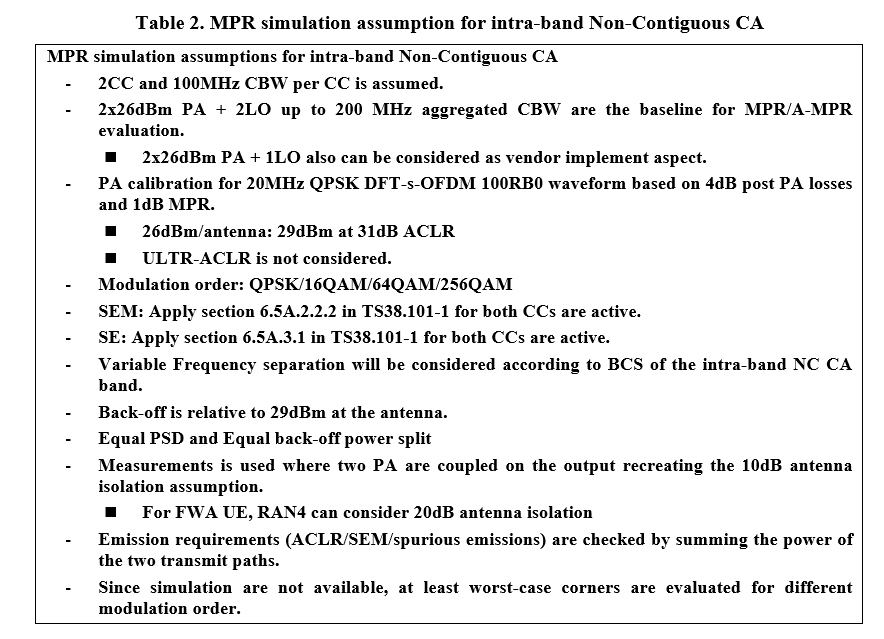 Table 2. MPR simulation assumption for intra-band Non-Contiguous CA
MPR simulation assumptions for intra-band Non-Contiguous CA
- 2CC and 100MHz CBW per CC is assumed.
- 2x26dBm PA + 2LO up to 200 MHz aggregated CBW are the baseline for MPR/A-MPR
evaluation.
■ 2x26dBm PA + 1LO also can be considered as vendor implement aspect.
- PA calibration for 20MHz QPSK DFT-s-OFDM 100RB0 waveform based on 4dB post PA losses
and 1dB MPR.
■ 26dBm/antenna: 29dBm at 31dB ACLR
■ ULTR-ACLR is not considered.
- Modulation order: QPSK/16QAM/64QAM/256QAM
- SEM: Apply section 6.5A.2.2.2 in TS38.101-1 for both CCs are active.
- SE: Apply section 6.5A.3.1 in TS38.101-1 for both CCs are active.
- Variable Frequency separation will be considered according to BCS of the intra-band NC CA
band.
- Back-off is relative to 29dBm at the antenna.
- Equal PSD and Equal back-off power split
- Measurements is used where two PA are coupled on the output recreating the 10dB antenna
isolation assumption.
■ For FWA UE, RAN4 can consider 20dB antenna isolation
- Emission requirements (ACLR/SEM/spurious emissions) are checked by summing the power of
the two transmit paths.
- Since simulation are not available, at least worst-case corners are evaluated for different
modulation order.